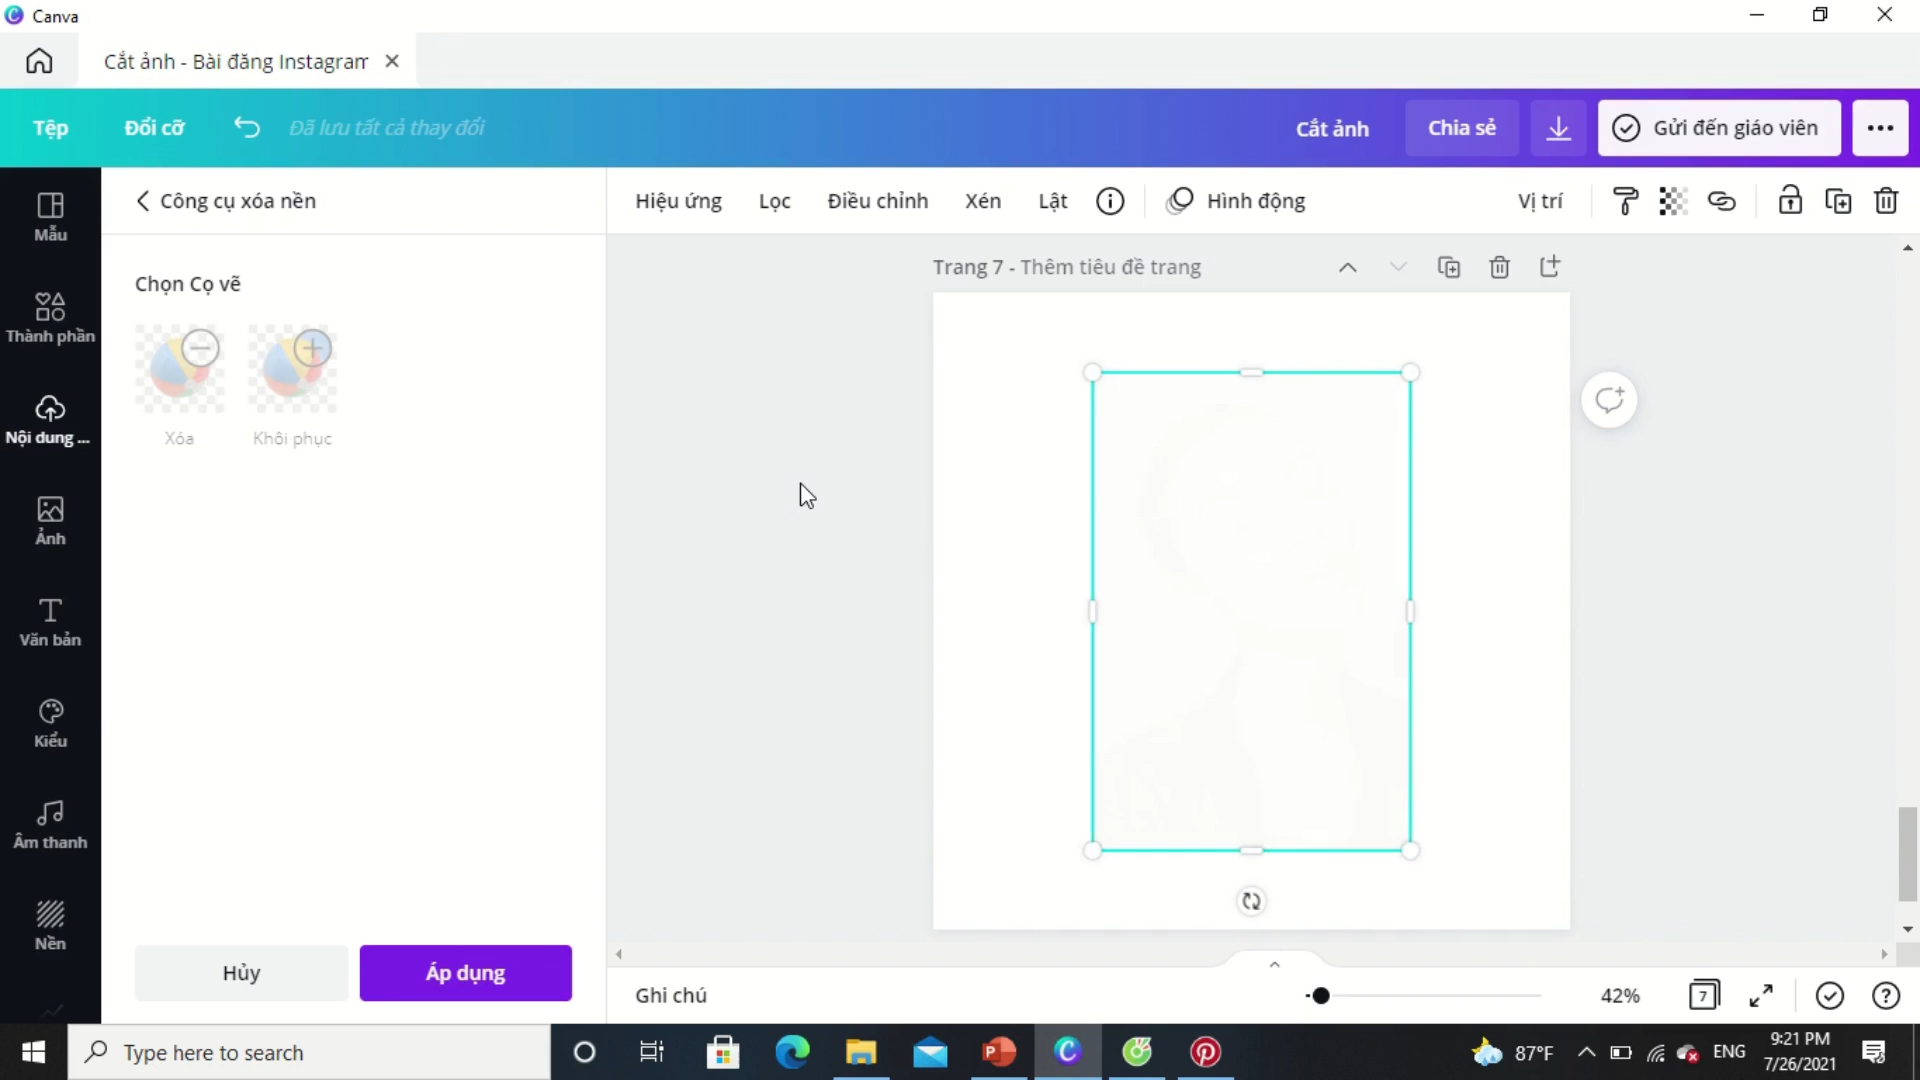 Canva
Cắt ảnh - Bài đăng Instagram
Tệp
Đổi cỡ
Đã lưu tất cả thay đổi
Cắt ảnh
Chia sẻ
Gửi đến giáo viên
Mẫu
Thành phần
Nội dung ...
Ảnh
Văn bản
Kiểu
Âm thanh
Nền
Công cụ xóa nền
Chọn Cọ vẽ
Xóa
Khôi phục
Hủy
Áp dụng
Hiệu ứng
Lọc
Điều chỉnh
Xén
Lật
Hình động
Vị trí
Trang 7 - Thêm tiêu đề trang
Ghi chú
42%
7
Type here to search
87°F
ENG
9:21 PM
7/26/2021